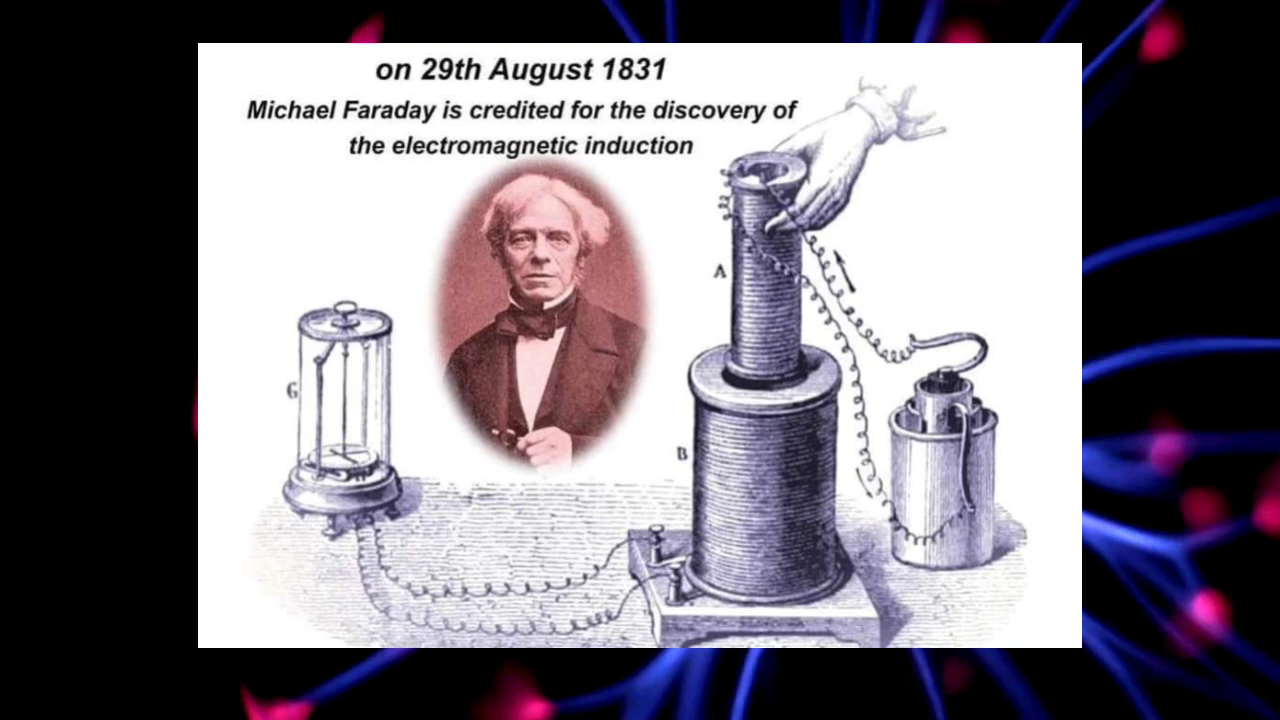 on 29th August 1831
Michael Faraday is credited for the discovery of
the electromagnetic induction
A
G
B